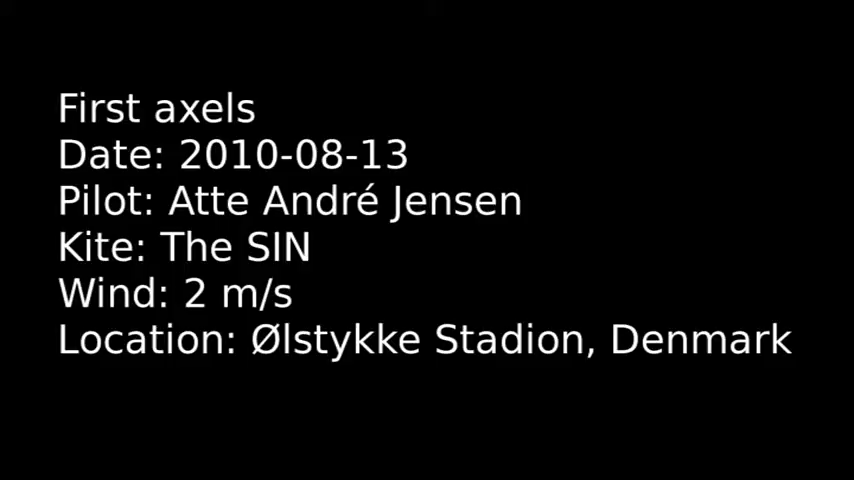 First axels
Date: 2010-08-13
Pilot: Atte André Jensen
Kite: The SIN
Wind: 2 m/s
Location: Ølstykke Stadion, Denmark